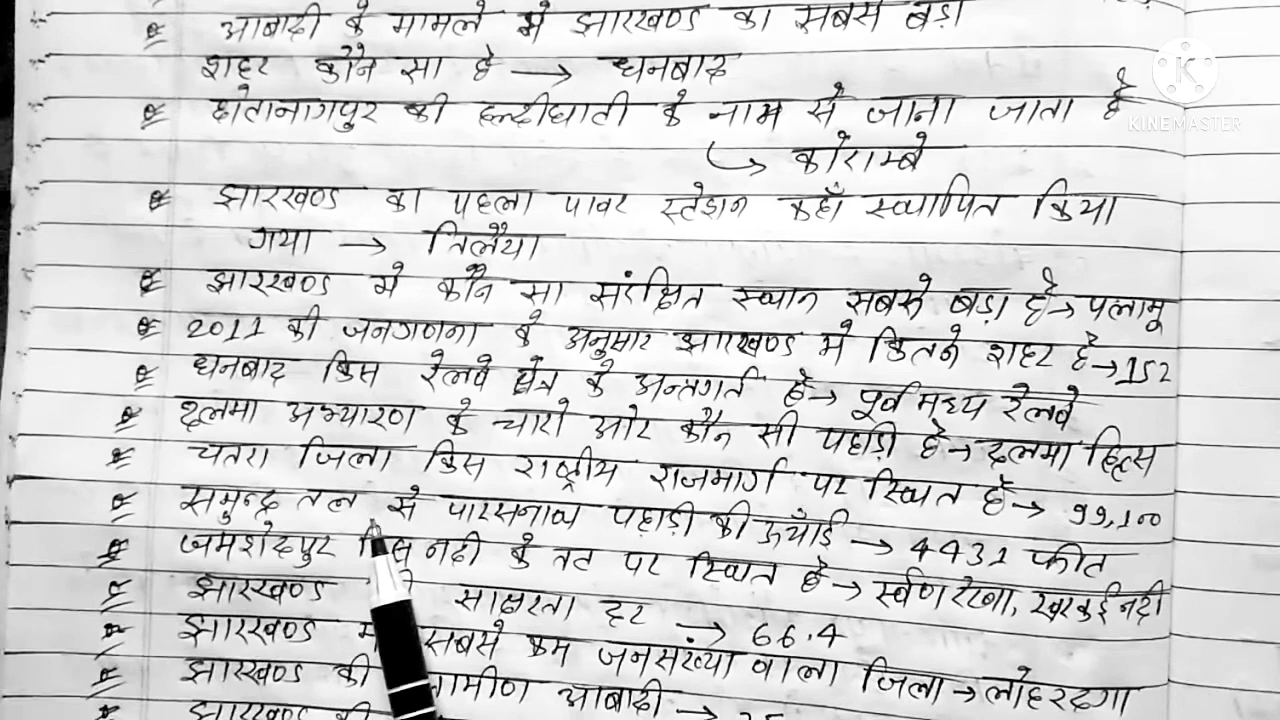 आबादी के मामले मे झारखण्ड का सबसे बड़ा
शहर कौन सा है → धनबाद
छोतानागपुर की हल्दीघाटी के नाम से जाना जाता है
↳ कोराम्बे
झारखण्ड का पहला पावर स्टेशन कहाँ स्थापित किया
गया → तिलैया
झारखण्ड मे कौन सा संरक्षित स्थान सबसे बड़ा है → पलामू
2011 की जनगणना के अनुसार झारखण्ड मे कितने शहर है → 152
धनबाद किस रेलवे क्षेत्र के अन्तगर्त है → पूर्व मध्य रेलवे
दलमा अभ्यारण के चारो ओर कौन सी पहाड़ी है → दलमा हिल्स
चतरा जिला किस राष्ट्रीय राजमार्ग पर स्थित है → 99,100
समुन्द्र तल से पारसनाथ पहाड़ी की ऊँचाई → 4431 फीट
जमशेदपुर नदी के तट पर स्थित है → र्स्वणरेखा, खरकई नदी
झारखण्ड साक्षरता दर → 66.4
झारखण्ड सबसे कम जनसंख्या वाला जिला → लोहरदगा
झारखण्ड की आबादी →
झारखण्ड की
KINEMASTER